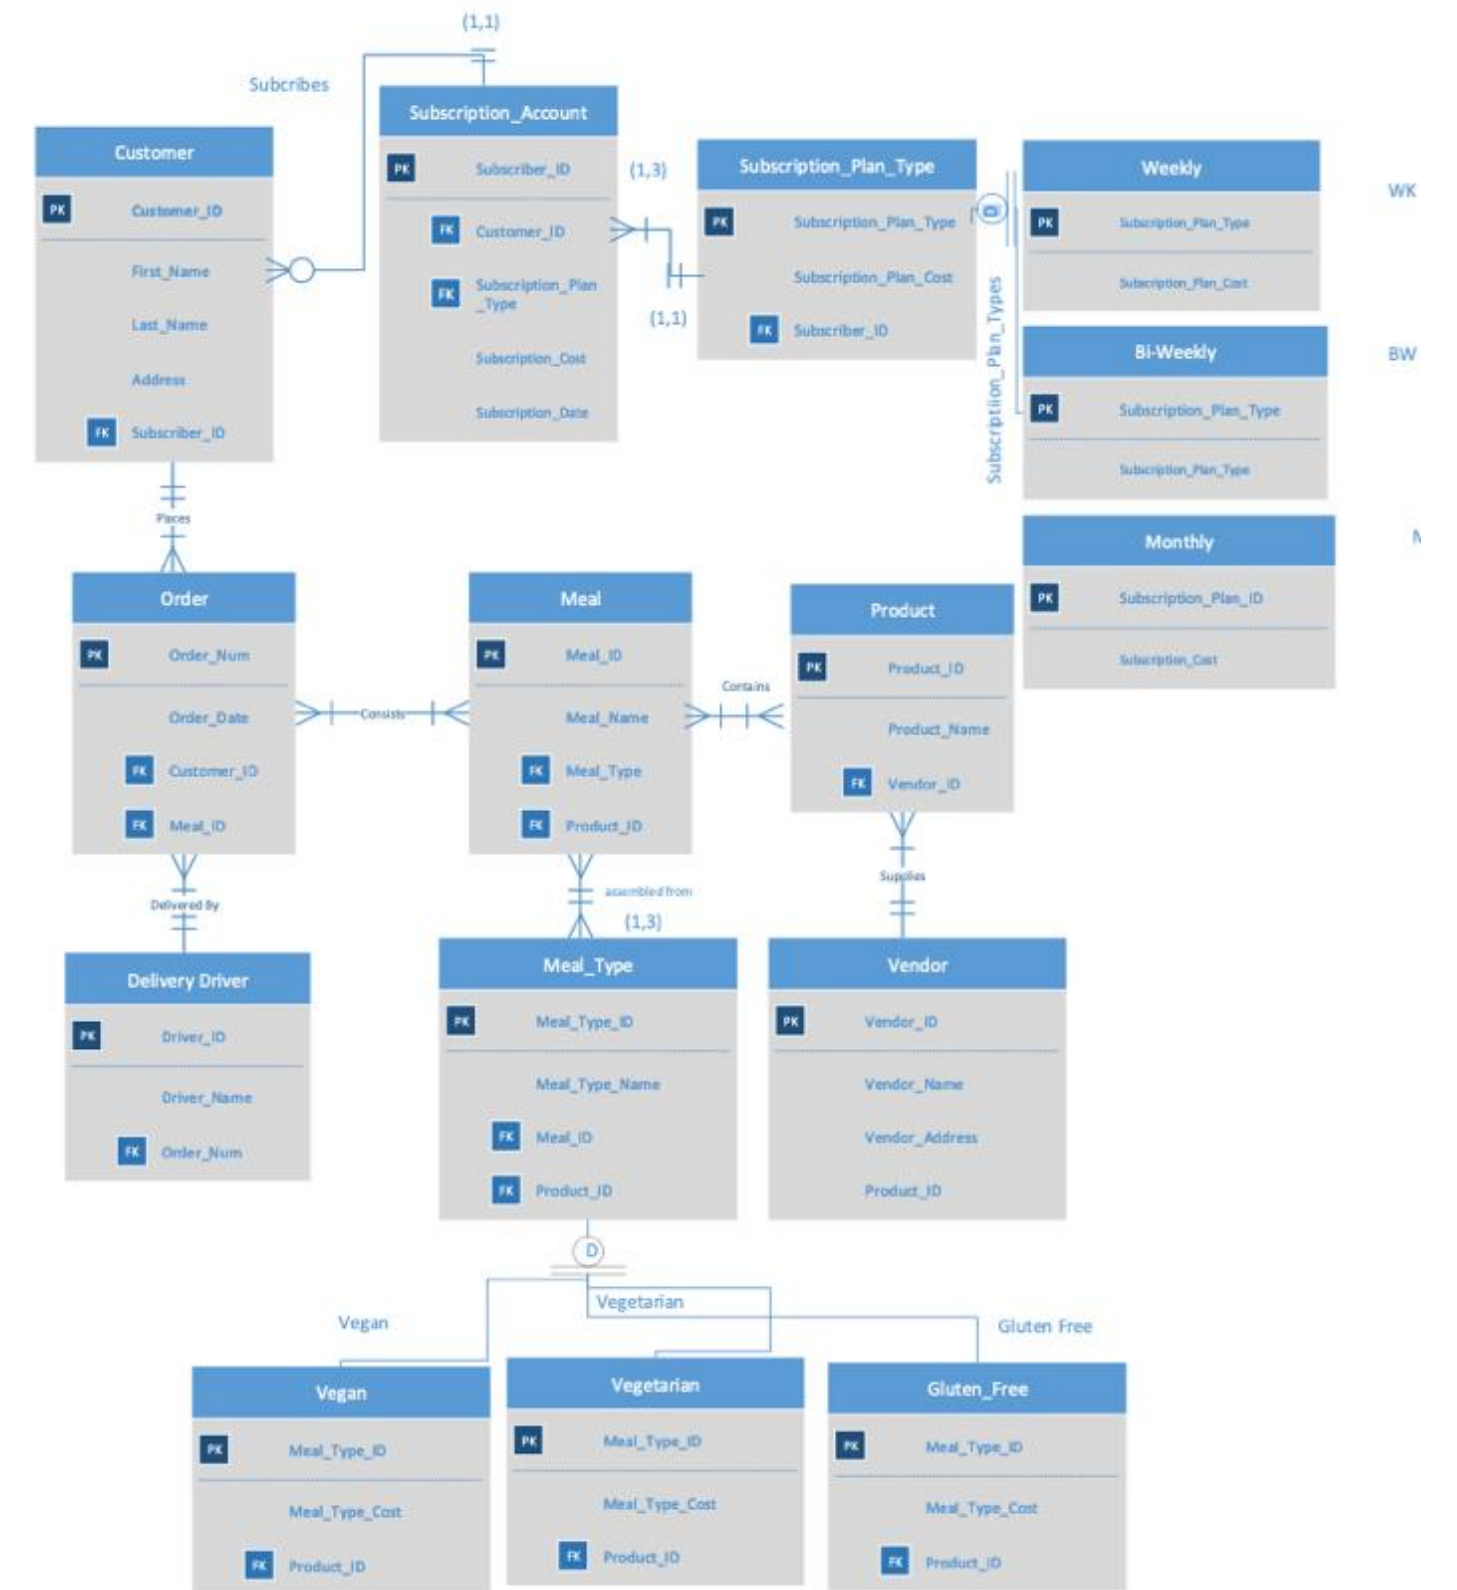 (1,1)
Subcribes
Subscription_Account
PK Subscriber_ID
FK Customer_ID
FK Subscription_Plan
_Type
Subscription_Cost
Subscription_Date
Customer
PK Customer_ID
First_Name
Last_Name
Address
FK Subscriber_ID
(1,3)
(1,1)
Subscription_Plan_Type
PK Subscription_Plan_Type
Subscription_Plan_Cost
FK Subscriber_ID
D
Subscriptiion_Plan_Types
Weekly
PK Subscription_Plan_Type
Subscription_Plan_Cost
WK
Bi-Weekly
PK Subscription_Plan_Type
Subscription_Plan_Type
BW
Monthly
PK Subscription_Plan_ID
Subscription_Cost
Places
Order
PK Order_Num
Order_Date
FK Customer_ID
FK Meal_ID
Consists
Meal
PK Meal_ID
Meal_Name
FK Meal_Type
FK Product_ID
Contains
Product
PK Product_ID
Product_Name
FK Vendor_ID
Delivered By
assembled from
(1,3)
Supplies
Delivery Driver
PK Driver_ID
Driver_Name
FK Order_Num
Meal_Type
PK Meal_Type_ID
Meal_Type_Name
FK Meal_ID
FK Product_ID
Vendor
PK Vendor_ID
Vendor_Name
Vendor_Address
Product_ID
D
Vegan
Vegetarian
Gluten Free
Vegan
PK Meal_Type_ID
Meal_Type_Cost
FK Product_ID
Vegetarian
PK Meal_Type_ID
Meal_Type_Cost
FK Product_ID
Gluten_Free
PK Meal_Type_ID
Meal_Type_Cost
FK Product_ID